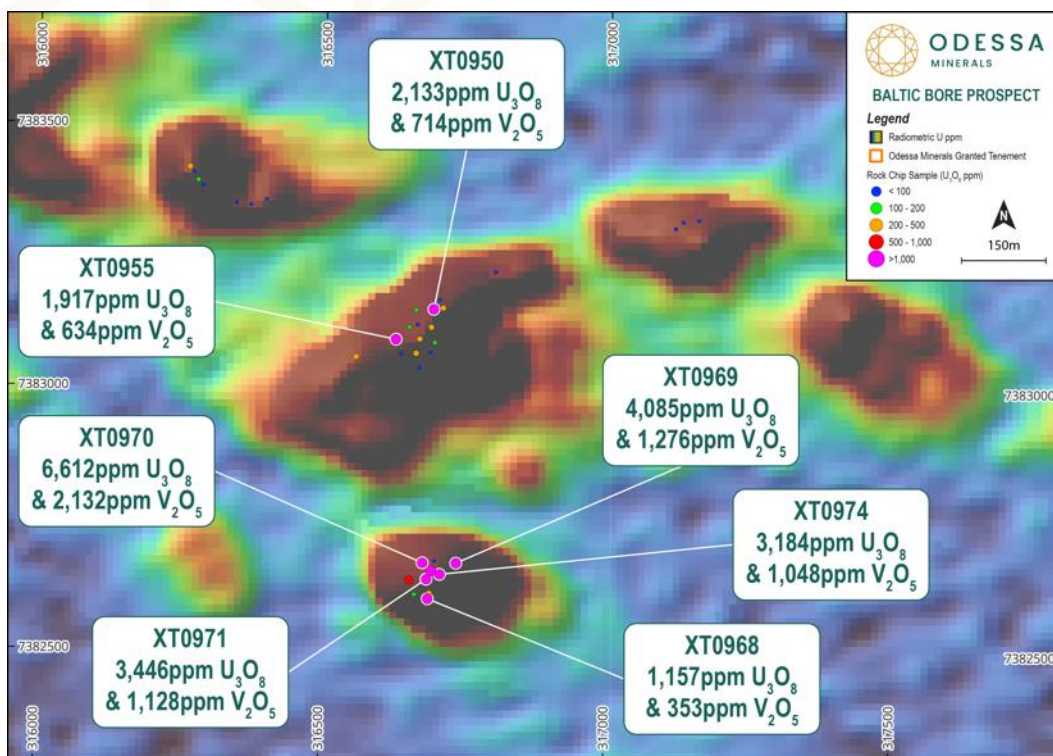 316000
316500
317000
ODESSA
MINERALS
BALTIC BORE PROSPECT
Legend
Radiometric U ppm
Odessa Minerals Granted Tenement
Rock Chip Sample (U₃O₈ ppm)
< 100
100 - 200
200 - 500
500 - 1,000
>1,000
N
150m
7383500
XT0950
2,133ppm U₃O₈
& 714ppm V₂O₅
XT0955
1,917ppm U₃O₈
& 634ppm V₂O₅
7383000
7383000
XT0969
4,085ppm U₃O₈
& 1,276ppm V₂O₅
XT0970
6,612ppm U₃O₈
& 2,132ppm V₂O₅
XT0974
3,184ppm U₃O₈
& 1,048ppm V₂O₅
XT0971
3,446ppm U₃O₈
& 1,128ppm V₂O₅
XT0968
1,157ppm U₃O₈
& 353ppm V₂O₅
7382500
7382500
316000
316500
317000
317500